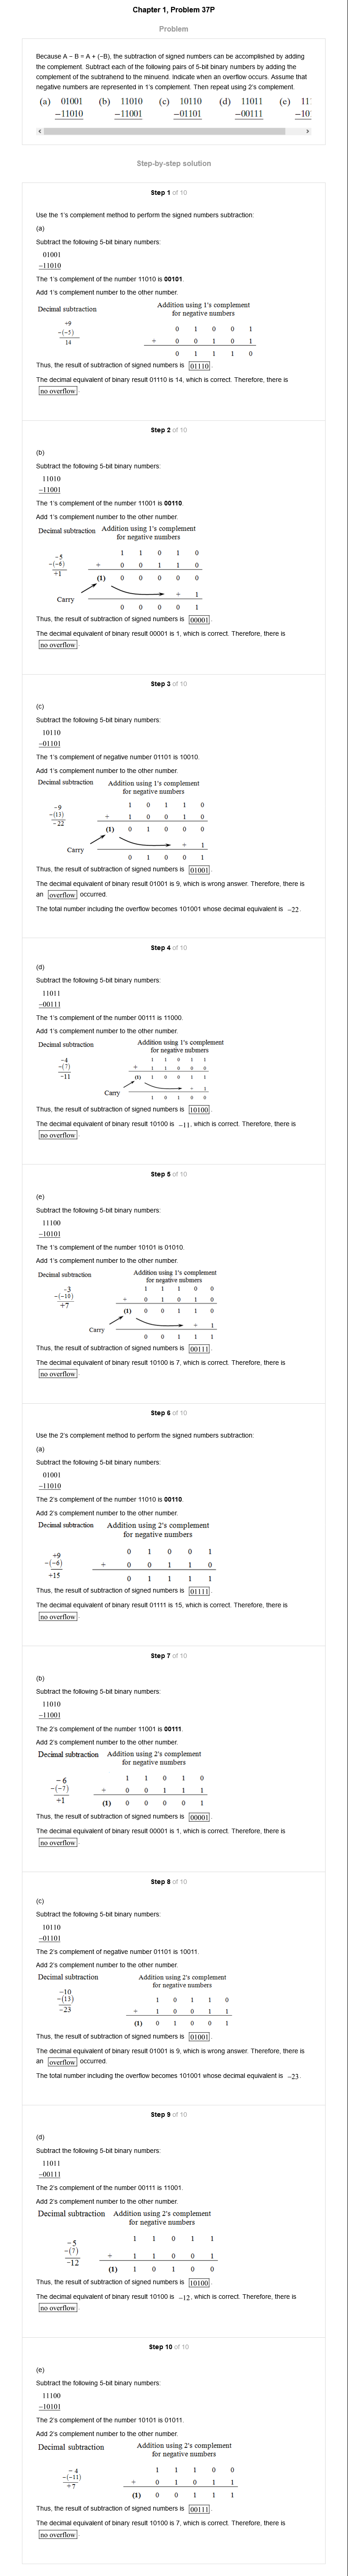 Chapter 1, Problem 37P
Problem
Because A − B = A + (−B), the subtraction of signed numbers can be accomplished by adding
the complement. Subtract each of the following pairs of 5-bit binary numbers by adding the
complement of the subtrahend to the minuend. Indicate when an overflow occurs. Assume that
negative numbers are represented in 1's complement. Then repeat using 2's complement.
(a) 01001 (b) 11010 (c) 10110 (d) 11011 (e) 11
−11010 −11001 −01101 −00111 −10
Step-by-step solution
Step 1 of 10
Use the 1's complement method to perform the signed numbers subtraction:
(a)
Subtract the following 5-bit binary numbers:
01001
−11010
The 1's complement of the number 11010 is 00101.
Add 1's complement number to the other number.
Decimal subtraction Addition using 1's complement
for negative numbers
+9 0 1 0 0 1
−(−5) + 0 0 1 0 1
14 0 1 1 1 0
Thus, the result of subtraction of signed numbers is 01110.
The decimal equivalent of binary result 01110 is 14, which is correct. Therefore, there is
no overflow.
Step 2 of 10
(b)
Subtract the following 5-bit binary numbers:
11010
−11001
The 1's complement of the number 11001 is 00110.
Add 1's complement number to the other number.
Decimal subtraction Addition using 1's complement
for negative numbers
−5 1 1 0 1 0
−(−6) + 0 0 1 1 0
+1 (1) 0 0 0 0 0
Carry + 1
0 0 0 0 1
Thus, the result of subtraction of signed numbers is 00001.
The decimal equivalent of binary result 00001 is 1, which is correct. Therefore, there is
no overflow.
Step 3 of 10
(c)
Subtract the following 5-bit binary numbers:
10110
−01101
The 1's complement of negative number 01101 is 10010.
Add 1's complement number to the other number.
Decimal subtraction Addition using 1's complement
for negative numbers
−9 1 0 1 1 0
−(13) + 1 0 0 1 0
−22 (1) 0 1 0 0 0
Carry + 1
0 1 0 0 1
Thus, the result of subtraction of signed numbers is 01001.
The decimal equivalent of binary result 01001 is 9, which is wrong answer. Therefore, there is
an overflow occurred.
The total number including the overflow becomes 101001 whose decimal equivalent is −22.
Step 4 of 10
(d)
Subtract the following 5-bit binary numbers:
11011
−00111
The 1's complement of the number 00111 is 11000.
Add 1's complement number to the other number.
Decimal subtraction Addition using 1's complement
for negative nubmers
−4 1 1 0 1 1
−(7) + 1 1 0 0 0
−11 (1) 1 0 0 1 1
Carry + 1
1 0 1 0 0
Thus, the result of subtraction of signed numbers is 10100.
The decimal equivalent of binary result 10100 is −11, which is correct. Therefore, there is
no overflow.
Step 5 of 10
(e)
Subtract the following 5-bit binary numbers:
11100
−10101
The 1's complement of the number 10101 is 01010.
Add 1's complement number to the other number.
Decimal subtraction Addition using 1's complement
for negative nubmers
−3 1 1 1 0 0
−(−10) + 0 1 0 1 0
+7 (1) 0 0 1 1 0
Carry + 1
0 0 1 1 1
Thus, the result of subtraction of signed numbers is 00111.
The decimal equivalent of binary result 10100 is 7, which is correct. Therefore, there is
no overflow.
Step 6 of 10
Use the 2's complement method to perform the signed numbers subtraction:
(a)
Subtract the following 5-bit binary numbers:
01001
−11010
The 2's complement of the number 11010 is 00110.
Add 2's complement number to the other number.
Decimal subtraction Addition using 2's complement
for negative numbers
+9 0 1 0 0 1
−(−6) + 0 0 1 1 0
+15 0 1 1 1 1
Thus, the result of subtraction of signed numbers is 01111.
The decimal equivalent of binary result 01111 is 15, which is correct. Therefore, there is
no overflow.
Step 7 of 10
(b)
Subtract the following 5-bit binary numbers:
11010
−11001
The 2's complement of the number 11001 is 00111.
Add 2's complement number to the other number.
Decimal subtraction Addition using 2's complement
for negative numbers
−6 1 1 0 1 0
−(−7) + 0 0 1 1 1
+1 (1) 0 0 0 0 1
Thus, the result of subtraction of signed numbers is 00001.
The decimal equivalent of binary result 00001 is 1, which is correct. Therefore, there is
no overflow.
Step 8 of 10
(c)
Subtract the following 5-bit binary numbers:
10110
−01101
The 2's complement of negative number 01101 is 10011.
Add 2's complement number to the other number.
Decimal subtraction Addition using 2's complement
for negative numbers
−10 1 0 1 1 0
−(13) + 1 0 0 1 1
−23 (1) 0 1 0 0 1
Thus, the result of subtraction of signed numbers is 01001.
The decimal equivalent of binary result 01001 is 9, which is wrong answer. Therefore, there is
an overflow occurred.
The total number including the overflow becomes 101001 whose decimal equivalent is −23.
Step 9 of 10
(d)
Subtract the following 5-bit binary numbers:
11011
−00111
The 2's complement of the number 00111 is 11001.
Add 2's complement number to the other number.
Decimal subtraction Addition using 2's complement
for negative numbers
−5 1 1 0 1 1
−(7) + 1 1 0 0 1
−12 (1) 1 0 1 0 0
Thus, the result of subtraction of signed numbers is 10100.
The decimal equivalent of binary result 10100 is −12, which is correct. Therefore, there is
no overflow.
Step 10 of 10
(e)
Subtract the following 5-bit binary numbers:
11100
−10101
The 2's complement of the number 10101 is 01011.
Add 2's complement number to the other number.
Decimal subtraction Addition using 2's complement
for negative numbers
−4 1 1 1 0 0
−(−11) + 0 1 0 1 1
+7 (1) 0 0 1 1 1
Thus, the result of subtraction of signed numbers is 00111.
The decimal equivalent of binary result 10100 is 7, which is correct. Therefore, there is
no overflow.